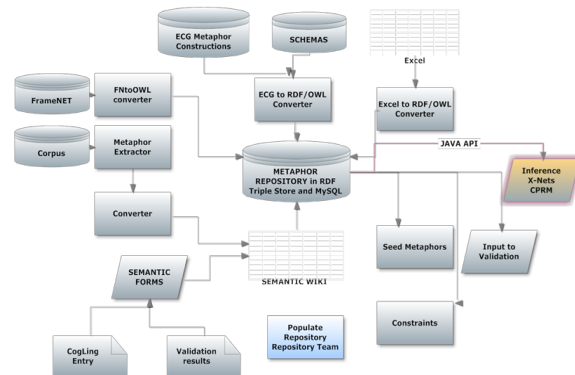 ECG Metaphor
Constructions
SCHEMAS
Excel
FrameNET
FNtoOWL
converter
ECG to RDF/OWL
Converter
Excel to RDF/OWL
Converter
Corpus
Metaphor
Extractor
METAPHOR
REPOSITORY in RDF
Triple Store and MySQL
JAVA API
Inference
X-Nets
CPRM
Converter
SEMANTIC WIKI
Seed Metaphors
Input to
Validation
SEMANTIC
FORMS
Constraints
CogLing
Entry
Validation
results
Populate
Repository
Repository Team